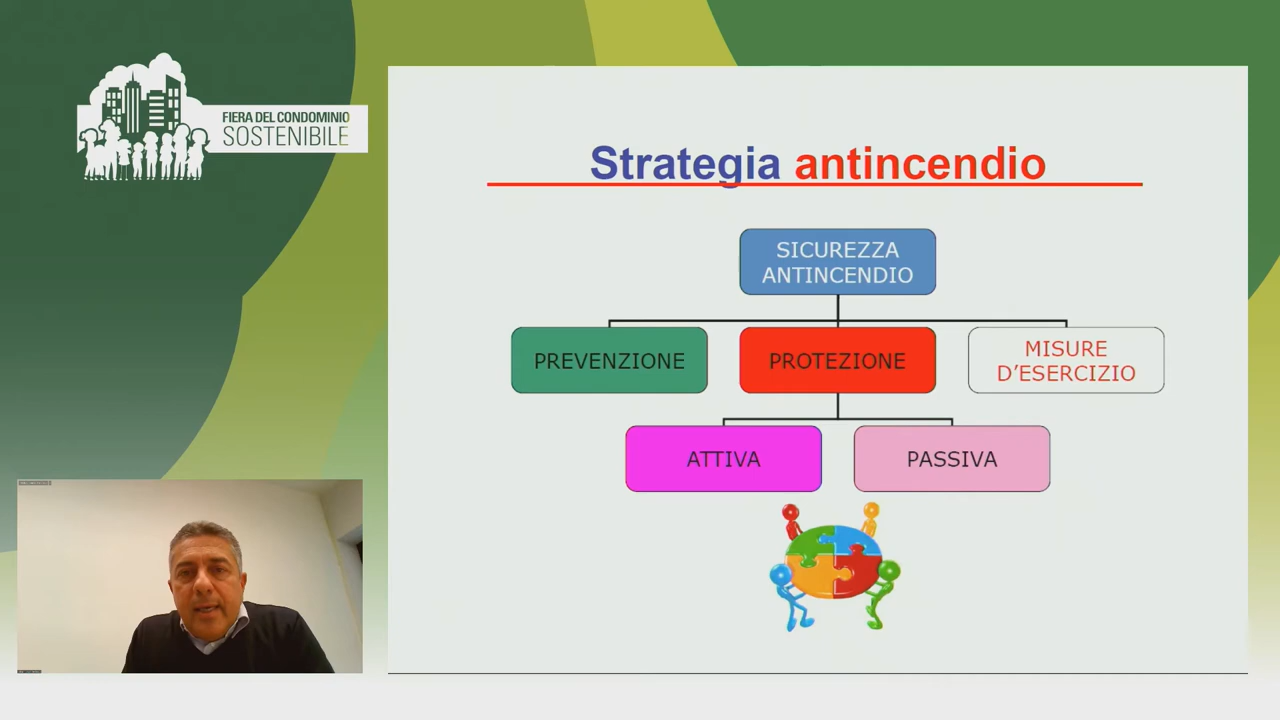 FIERA DEL CONDOMINIO
SOSTENIBILE
Strategia antincendio
SICUREZZA
ANTINCENDIO
PREVENZIONE
PROTEZIONE
MISURE
D'ESERCIZIO
ATTIVA
PASSIVA